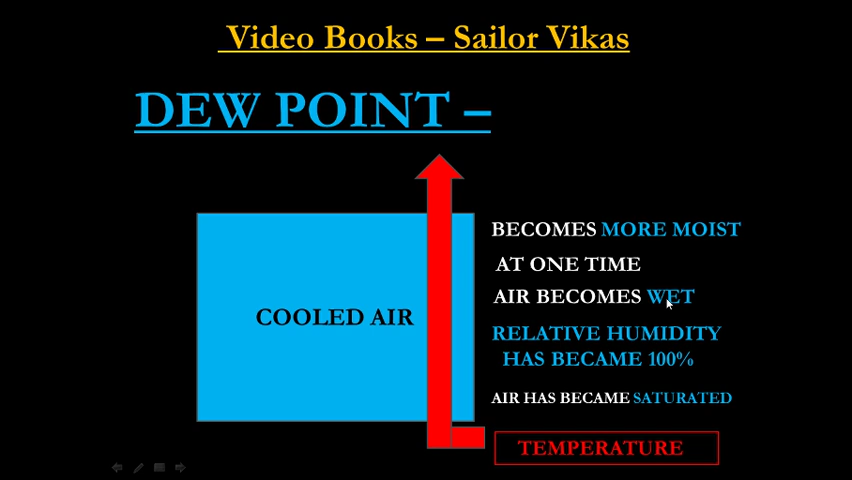 Video Books – Sailor Vikas
DEW POINT –
BECOMES MORE MOIST
AT ONE TIME
AIR BECOMES WET
COOLED AIR
RELATIVE HUMIDITY
HAS BECAME 100%
AIR HAS BECAME SATURATED
TEMPERATURE